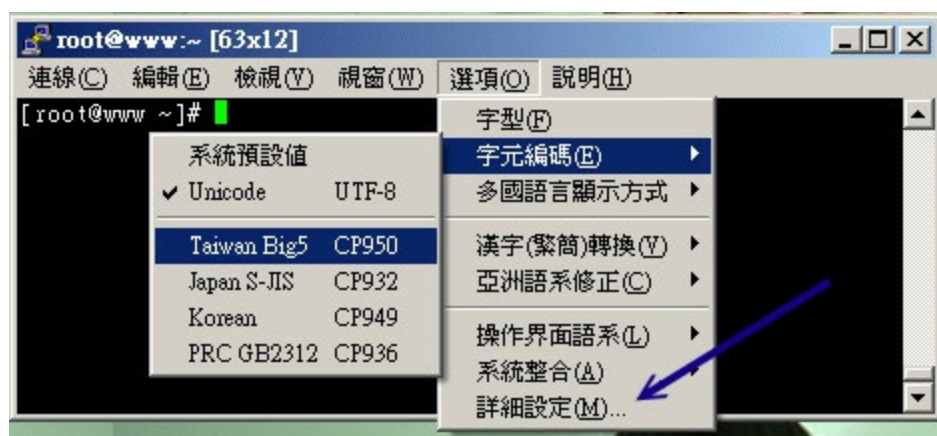 root@www:~ [63x12]
連線(C) 編輯(E) 檢視(V) 視窗(W) 選項(O) 說明(H)
[root@www ~]#
字型(F)
字元編碼(E)
多國語言顯示方式
漢字(繁簡)轉換(Y)
亞洲語系修正(C)
操作界面語系(L)
系統整合(A)
詳細設定(M)...
系統預設值
Unicode UTF-8
Taiwan Big5 CP950
Japan S-JIS CP932
Korean CP949
PRC GB2312 CP936